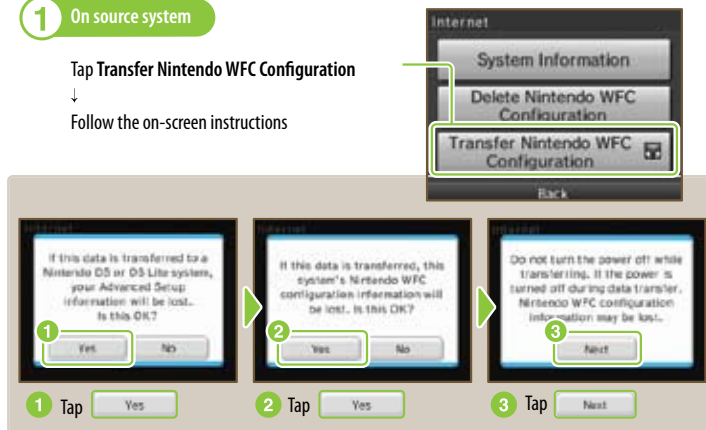 1 On source system
Internet
System Information
Delete Nintendo WFC
Configuration
Transfer Nintendo WFC
Configuration
Back
Tap Transfer Nintendo WFC Configuration
↓
Follow the on-screen instructions
Internet
If this data is transferred to a
Nintendo DS or DS Lite system,
your Advanced Setup
information will be lost.
Is this OK?
1
Yes
No
1 Tap Yes
Internet
If this data is transferred, this
system's Nintendo WFC
configuration information will
be lost. Is this OK?
2
Yes
No
2 Tap Yes
Do not turn the power off while
transferring. If the power is
turned off during data transfer,
Nintendo WFC configuration
information may be lost.
3
Next
3 Tap Next